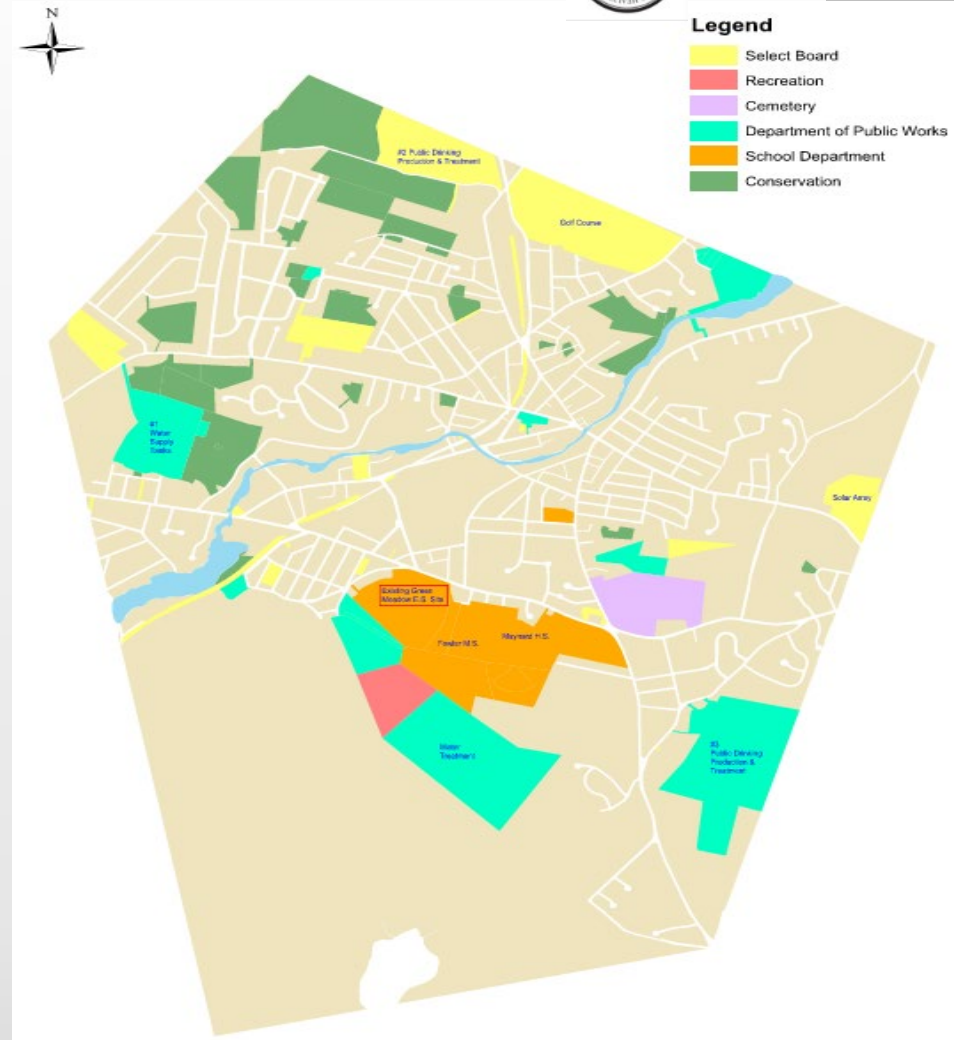 N
Legend
Select Board
Recreation
Cemetery
Department of Public Works
School Department
Conservation
#2 Public Drinking
Production & Treatment
Golf Course
#1
Water
Supply
Tanks
Solar Array
Existing Green
Meadow E.S. Site
Fowler M.S.
Maynard H.S.
Water
Treatment
#3
Public Drinking
Production &
Treatment